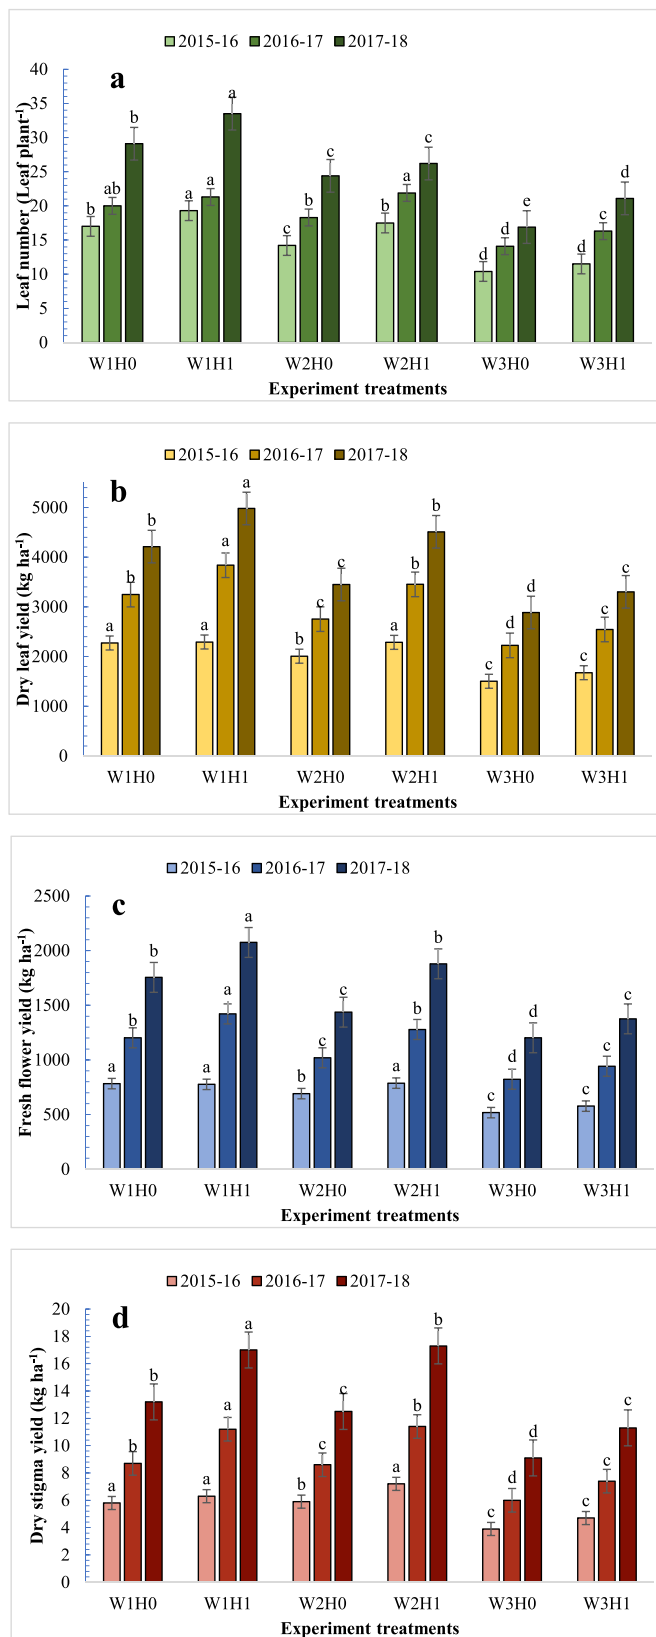 2015-16 2016-17 2017-18
a
Leaf number (Leaf plant⁻¹)
40
35
30
25
20
15
10
5
0
b ab b a a a c b c b a c d d e d c d
W1H0 W1H1 W2H0 W2H1 W3H0 W3H1
Experiment treatments
2015-16 2016-17 2017-18
b
Dry leaf yield (kg ha⁻¹)
5000
4000
3000
2000
1000
0
a b b a a a b c c a b b c d d c c c
W1H0 W1H1 W2H0 W2H1 W3H0 W3H1
Experiment treatments
2015-16 2016-17 2017-18
c
Fresh flower yield (kg ha⁻¹)
2500
2000
1500
1000
500
0
a b b a a a b c c a b b c d d c c c
W1H0 W1H1 W2H0 W2H1 W3H0 W3H1
Experiment treatments
2015-16 2016-17 2017-18
d
Dry stigma yield (kg ha⁻¹)
20
18
16
14
12
10
8
6
4
2
0
a b b a a a b c c a b b c d d c c c
W1H0 W1H1 W2H0 W2H1 W3H0 W3H1
Experiment treatments